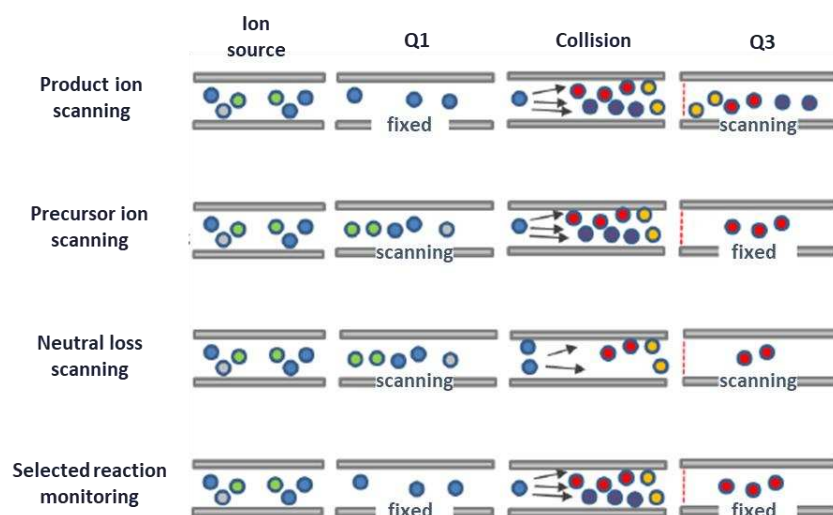 Ion
source
Q1
Collision
Q3
Product ion
scanning
fixed
scanning
Precursor ion
scanning
scanning
fixed
Neutral loss
scanning
scanning
scanning
Selected reaction
monitoring
fixed
fixed